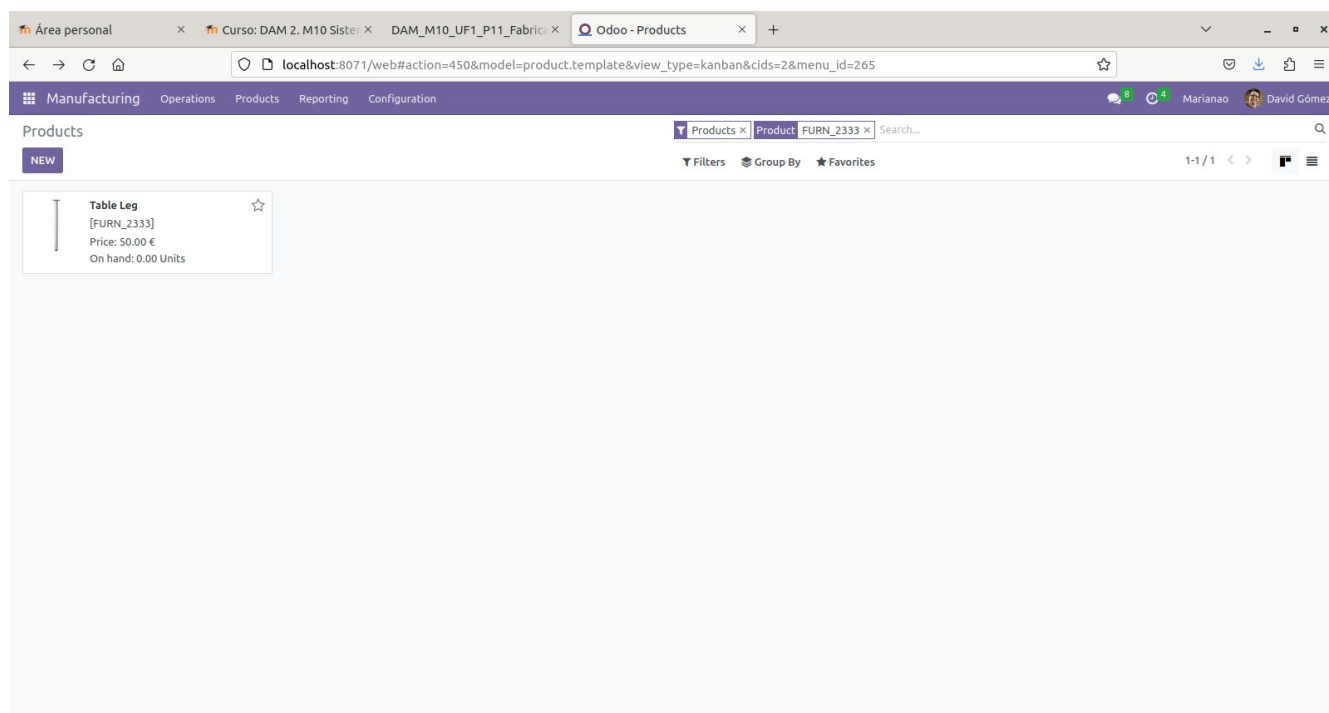 Área personal
Curso: DAM 2. M10 Sister
DAM_M10_UF1_P11_Fabrica
Odoo - Products
localhost:8071/web#action=450&model=product.template&view_type=kanban&cids=2&menu_id=265
Manufacturing Operations Products Reporting Configuration 8 4 Marianao David Gómez
Products
Products × Product FURN_2333 × Search...
NEW
Filters Group By Favorites
1-1 / 1
Table Leg
[FURN_2333]
Price: 50.00 €
On hand: 0.00 Units